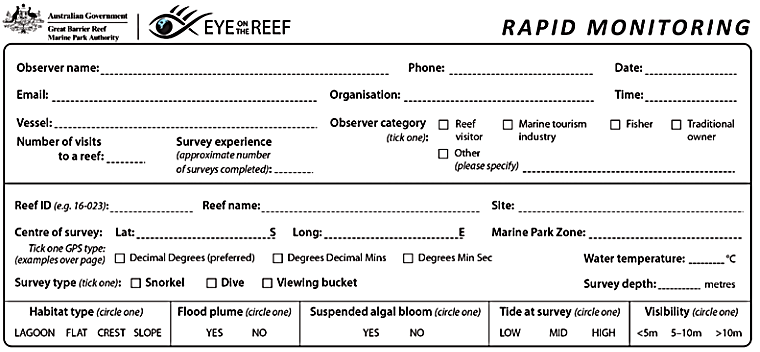 Australian Government
Great Barrier Reef
Marine Park Authority
EYE ON THE REEF
RAPID MONITORING
Observer name: Phone: Date:
Email: Organisation: Time:
Vessel: Observer category (tick one): Reef visitor Marine tourism industry Fisher Traditional owner
Number of visits to a reef: Survey experience (approximate number of surveys completed): Other (please specify)
Reef ID (e.g. 16-023): Reef name: Site:
Centre of survey: Lat: S Long: E Marine Park Zone:
Tick one GPS type: (examples over page) Decimal Degrees (preferred) Degrees Decimal Mins Degrees Min Sec Water temperature: °C
Survey type (tick one): Snorkel Dive Viewing bucket Survey depth: metres
Habitat type (circle one) Flood plume (circle one) Suspended algal bloom (circle one) Tide at survey (circle one) Visibility (circle one)
LAGOON FLAT CREST SLOPE YES NO YES NO LOW MID HIGH <5m 5–10m >10m